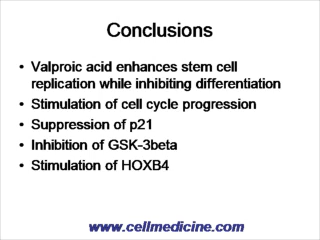 Conclusions
• Valproic acid enhances stem cell
replication while inhibiting differentiation
• Stimulation of cell cycle progression
• Suppression of p21
• Inhibition of GSK-3beta
• Stimulation of HOXB4
www.cellmedicine.com